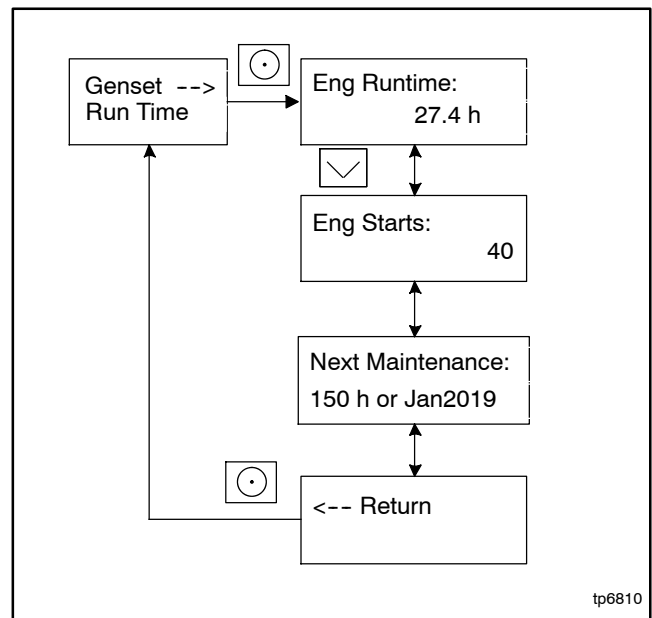 Genset -->
Run Time
Eng Runtime:
27.4 h
Eng Starts:
40
Next Maintenance:
150 h or Jan2019
<-- Return
tp6810